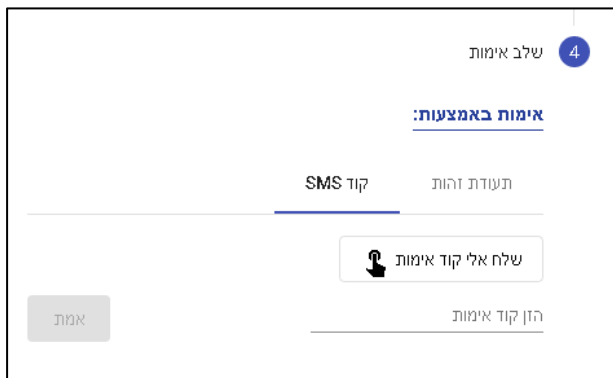 4 שלב אימות
אימות באמצעות:
תעודת זהות קוד SMS
שלח אלי קוד אימות
הזן קוד אימות אמת